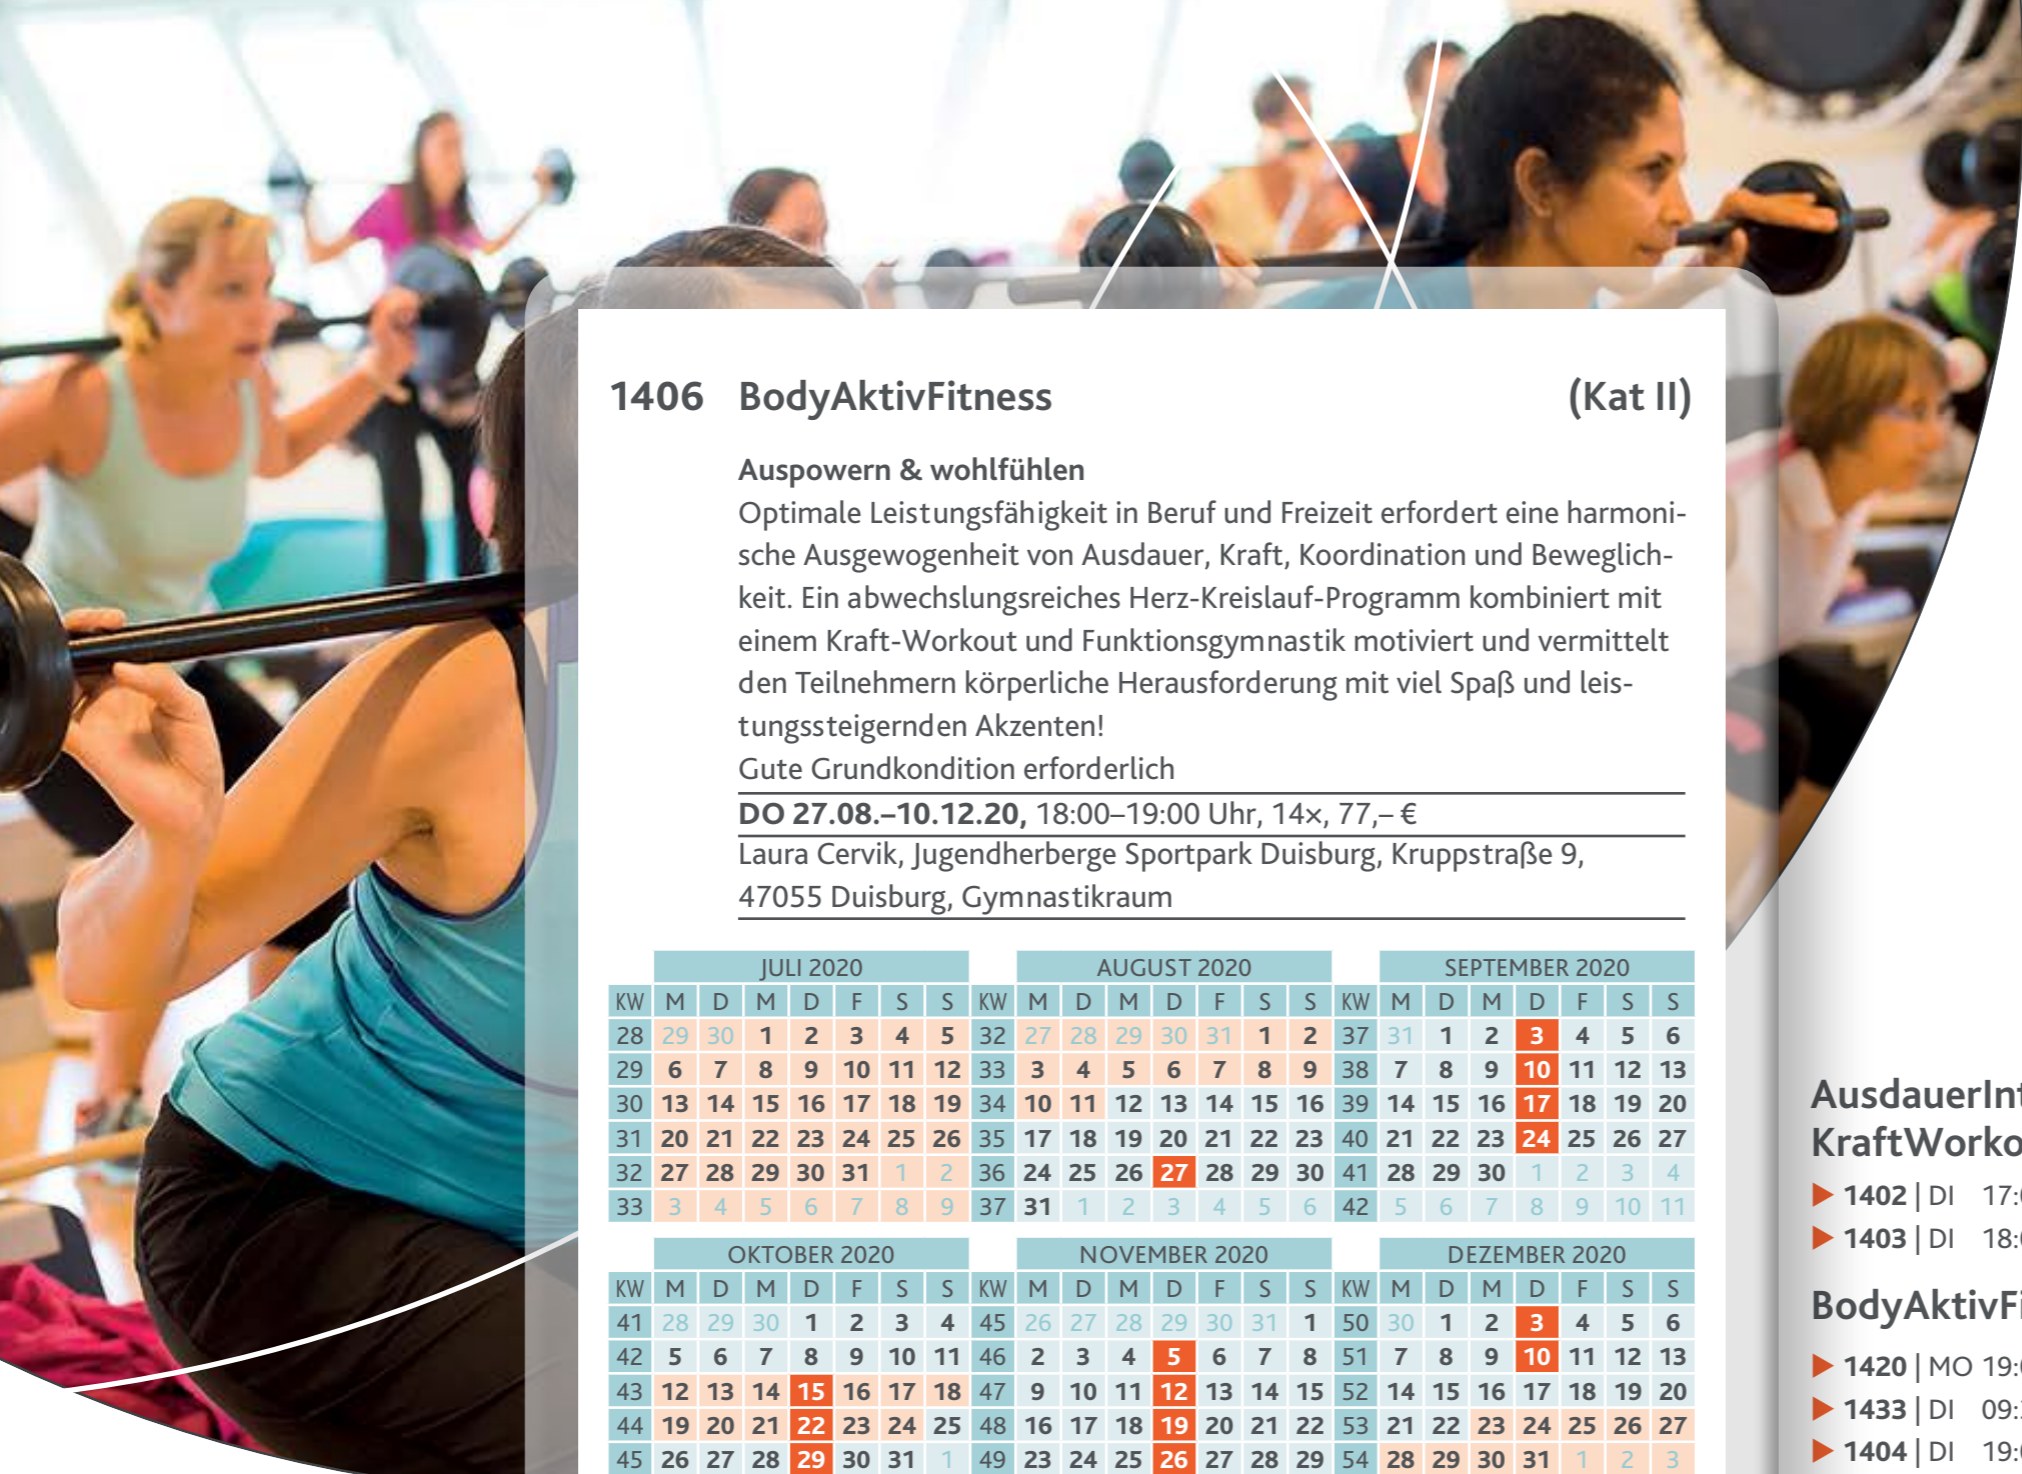 1406 BodyAktivFitness (Kat II)
Auspowern & wohlfühlen
Optimale Leistungsfähigkeit in Beruf und Freizeit erfordert eine harmoni-
sche Ausgewogenheit von Ausdauer, Kraft, Koordination und Beweglich-
keit. Ein abwechslungsreiches Herz-Kreislauf-Programm kombiniert mit
einem Kraft-Workout und Funktionsgymnastik motiviert und vermittelt
den Teilnehmern körperliche Herausforderung mit viel Spaß und leis-
tungssteigernden Akzenten!
Gute Grundkondition erforderlich
DO 27.08.–10.12.20, 18:00–19:00 Uhr, 14×, 77,– €
Laura Cervik, Jugendherberge Sportpark Duisburg, Kruppstraße 9,
47055 Duisburg, Gymnastikraum
JULI 2020 AUGUST 2020 SEPTEMBER 2020
KW M D M D F S S KW M D M D F S S KW M D M D F S S
28 29 30 1 2 3 4 5 32 27 28 29 30 31 1 2 37 31 1 2 3 4 5 6
29 6 7 8 9 10 11 12 33 3 4 5 6 7 8 9 38 7 8 9 10 11 12 13
30 13 14 15 16 17 18 19 34 10 11 12 13 14 15 16 39 14 15 16 17 18 19 20
31 20 21 22 23 24 25 26 35 17 18 19 20 21 22 23 40 21 22 23 24 25 26 27
32 27 28 29 30 31 1 2 36 24 25 26 27 28 29 30 41 28 29 30 1 2 3 4
33 3 4 5 6 7 8 9 37 31 1 2 3 4 5 6 42 5 6 7 8 9 10 11
OKTOBER 2020 NOVEMBER 2020 DEZEMBER 2020
KW M D M D F S S KW M D M D F S S KW M D M D F S S
41 28 29 30 1 2 3 4 45 26 27 28 29 30 31 1 50 30 1 2 3 4 5 6
42 5 6 7 8 9 10 11 46 2 3 4 5 6 7 8 51 7 8 9 10 11 12 13
43 12 13 14 15 16 17 18 47 9 10 11 12 13 14 15 52 14 15 16 17 18 19 20
44 19 20 21 22 23 24 25 48 16 17 18 19 20 21 22 53 21 22 23 24 25 26 27
45 26 27 28 29 30 31 1 49 23 24 25 26 27 28 29 54 28 29 30 31 1 2 3
AusdauerInt
KraftWorko
▶ 1402 | DI 17:0
▶ 1403 | DI 18:0
BodyAktivFi
▶ 1420 | MO 19:0
▶ 1433 | DI 09:
▶ 1404 | DI 19:0